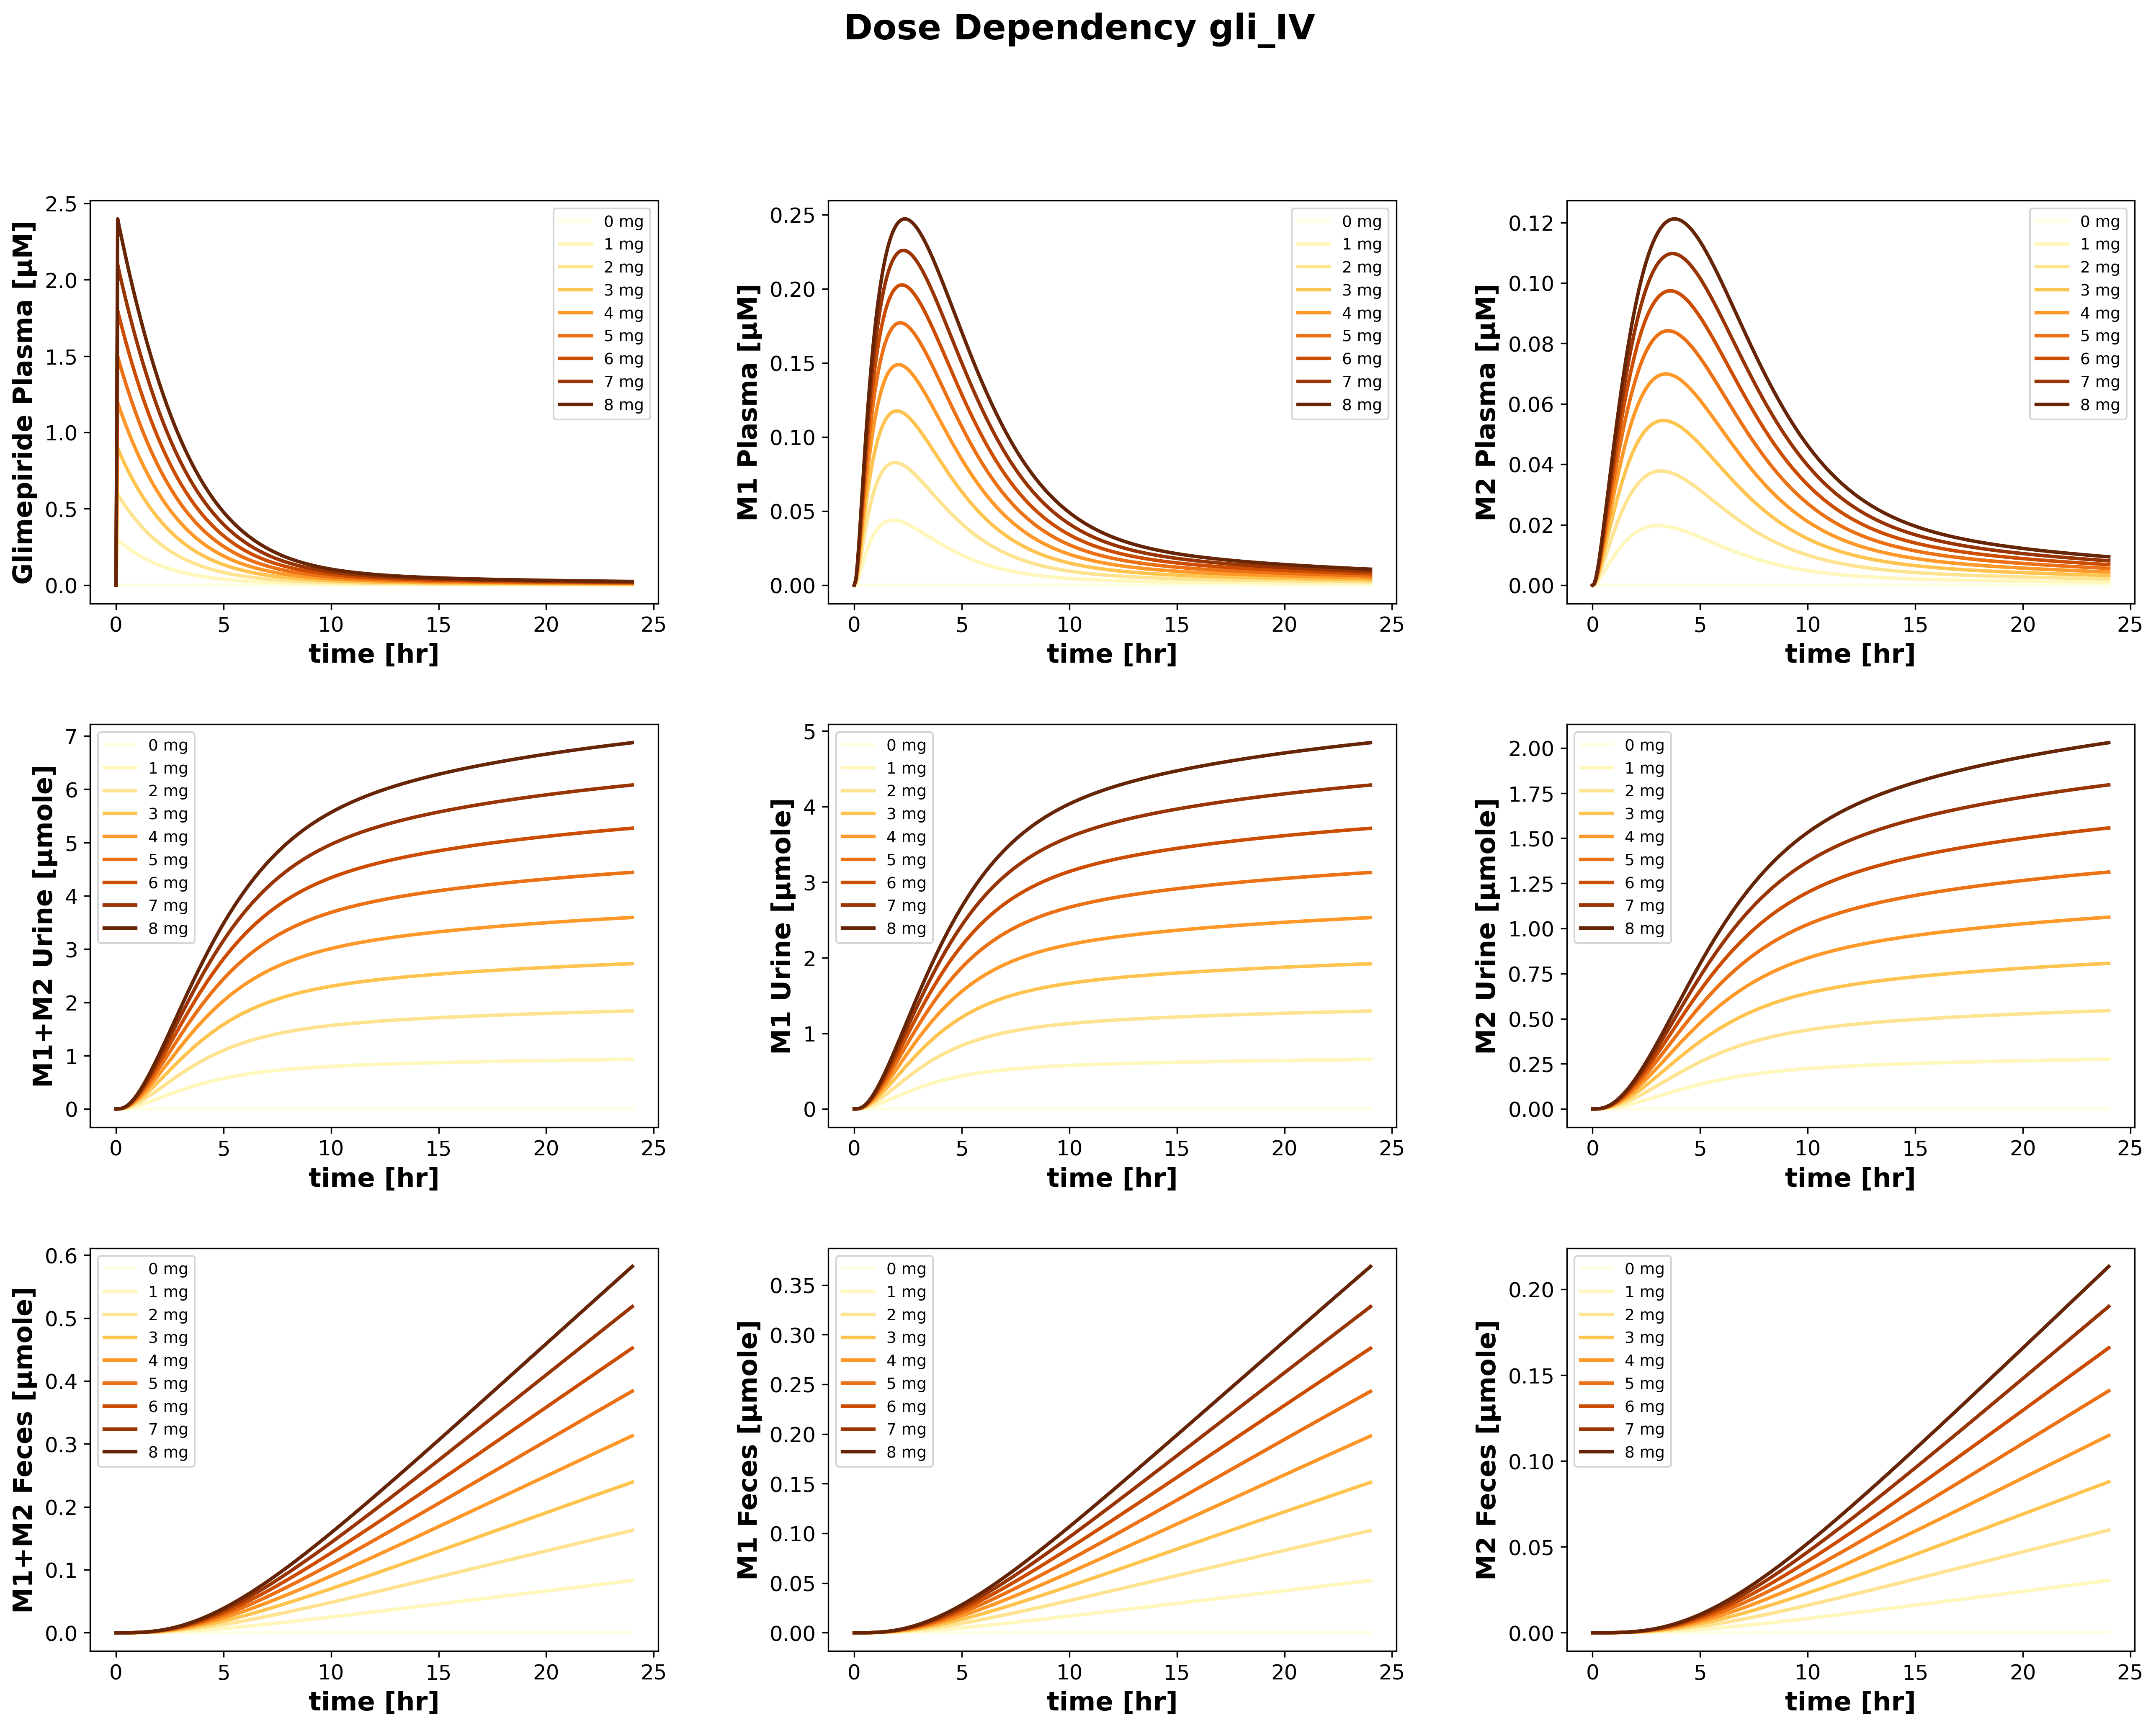 Dose Dependency gli_IV
Glimepiride Plasma [µM]
2.5
2.0
1.5
1.0
0.5
0.0
0 mg
1 mg
2 mg
3 mg
4 mg
5 mg
6 mg
7 mg
8 mg
0 5 10 15 20 25
time [hr]
M1 Plasma [µM]
0.25
0.20
0.15
0.10
0.05
0.00
0 mg
1 mg
2 mg
3 mg
4 mg
5 mg
6 mg
7 mg
8 mg
0 5 10 15 20 25
time [hr]
M2 Plasma [µM]
0.12
0.10
0.08
0.06
0.04
0.02
0.00
0 mg
1 mg
2 mg
3 mg
4 mg
5 mg
6 mg
7 mg
8 mg
0 5 10 15 20 25
time [hr]
M1+M2 Urine [µmole]
7
6
5
4
3
2
1
0
0 mg
1 mg
2 mg
3 mg
4 mg
5 mg
6 mg
7 mg
8 mg
0 5 10 15 20 25
time [hr]
M1 Urine [µmole]
5
4
3
2
1
0
0 mg
1 mg
2 mg
3 mg
4 mg
5 mg
6 mg
7 mg
8 mg
0 5 10 15 20 25
time [hr]
M2 Urine [µmole]
2.00
1.75
1.50
1.25
1.00
0.75
0.50
0.25
0.00
0 mg
1 mg
2 mg
3 mg
4 mg
5 mg
6 mg
7 mg
8 mg
0 5 10 15 20 25
time [hr]
M1+M2 Feces [µmole]
0.6
0.5
0.4
0.3
0.2
0.1
0.0
0 mg
1 mg
2 mg
3 mg
4 mg
5 mg
6 mg
7 mg
8 mg
0 5 10 15 20 25
time [hr]
M1 Feces [µmole]
0.35
0.30
0.25
0.20
0.15
0.10
0.05
0.00
0 mg
1 mg
2 mg
3 mg
4 mg
5 mg
6 mg
7 mg
8 mg
0 5 10 15 20 25
time [hr]
M2 Feces [µmole]
0.20
0.15
0.10
0.05
0.00
0 mg
1 mg
2 mg
3 mg
4 mg
5 mg
6 mg
7 mg
8 mg
0 5 10 15 20 25
time [hr]